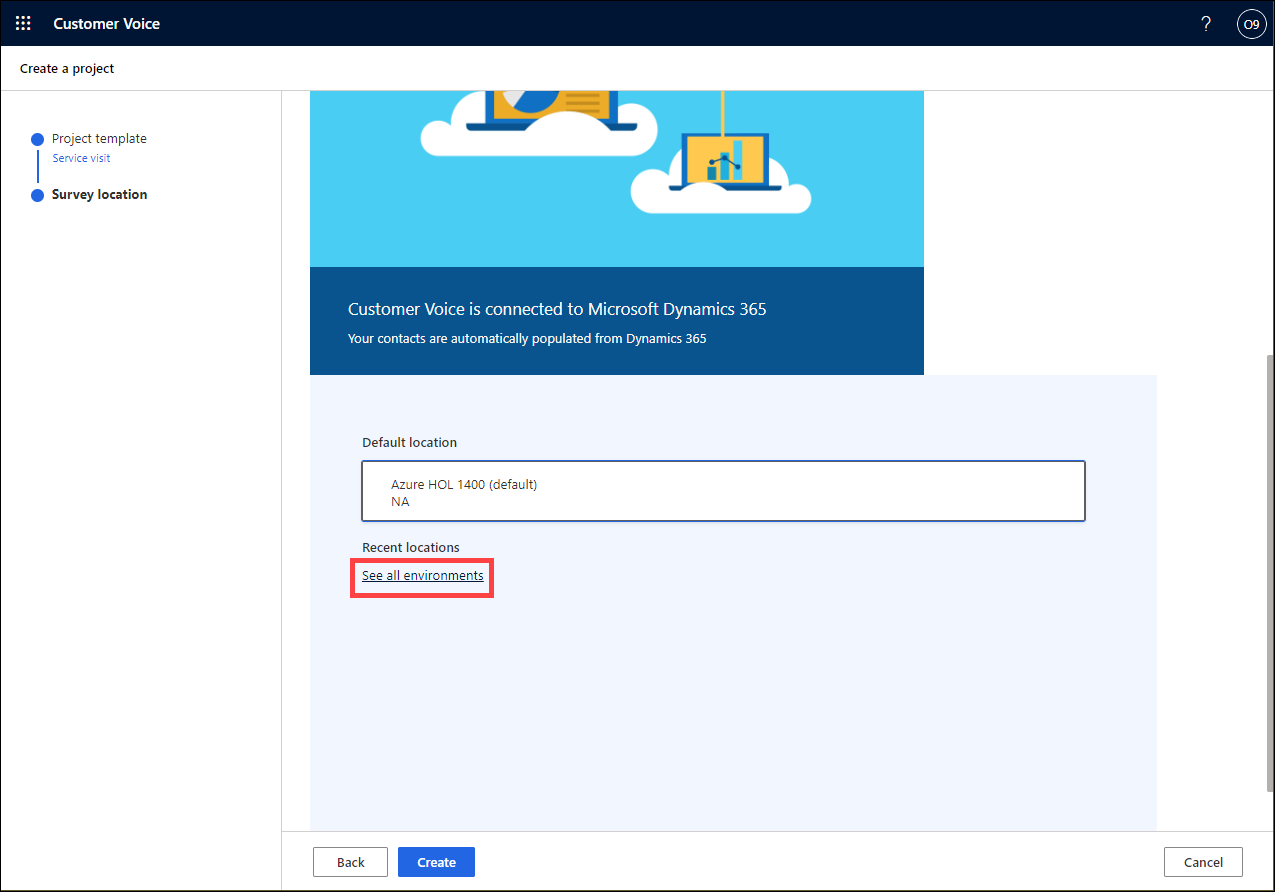 Customer Voice
?
O9
Create a project
Project template
Service visit
Survey location
Customer Voice is connected to Microsoft Dynamics 365
Your contacts are automatically populated from Dynamics 365
Default location
Azure HOL 1400 (default)
NA
Recent locations
See all environments
Back
Create
Cancel